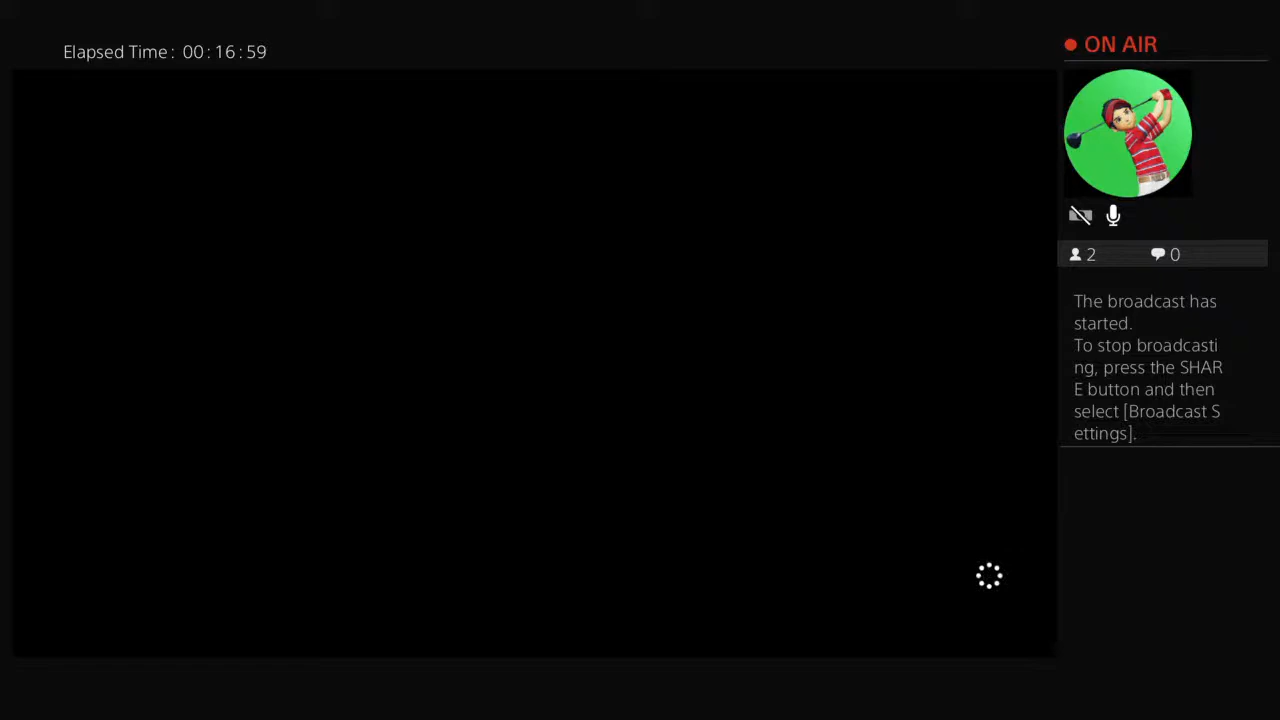 Elapsed Time: 00:16:59
ON AIR
2 0
The broadcast has
started.
To stop broadcasti
ng, press the SHAR
E button and then
select [Broadcast S
ettings].